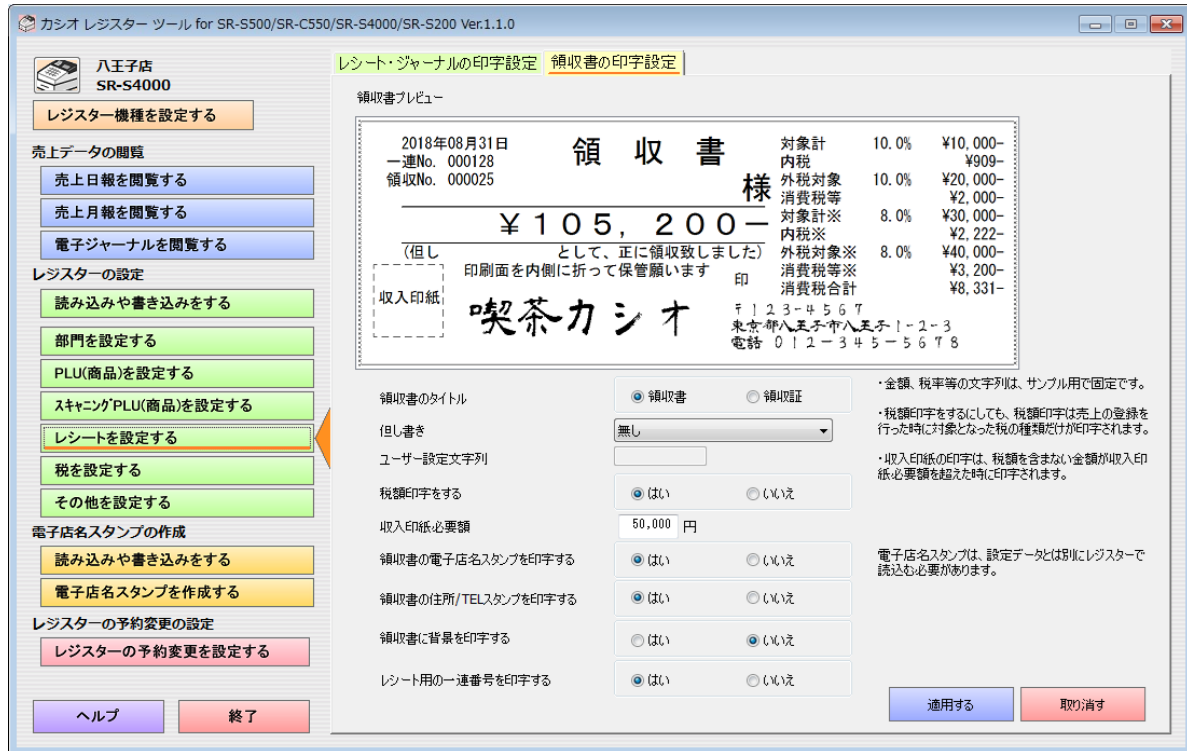 カシオ レジスター ツール for SR-S500/SR-C550/SR-S4000/SR-S200 Ver.1.1.0
八王子店
SR-S4000
レジスター機種を設定する
売上データの閲覧
売上日報を閲覧する
売上月報を閲覧する
電子ジャーナルを閲覧する
レジスターの設定
読み込みや書き込みをする
部門を設定する
PLU(商品)を設定する
スキャニングPLU(商品)を設定する
レシートを設定する
税を設定する
その他を設定する
電子店名スタンプの作成
読み込みや書き込みをする
電子店名スタンプを作成する
レジスターの予約変更の設定
レジスターの予約変更を設定する
ヘルプ 終了
レシート・ジャーナルの印字設定 領収書の印字設定
領収書プレビュー
2018年08月31日
一連No. 000128
領収No. 000025
領 収 書
様
¥105,200−
(但し として、正に領収致しました)
印刷面を内側に折って保管願います
収入印紙
印
喫茶カシオ
対象計 10.0% ¥10,000-
内税 ¥909-
外税対象 10.0% ¥20,000-
消費税等 ¥2,000-
対象計※ 8.0% ¥30,000-
内税※ ¥2,222-
外税対象※ 8.0% ¥40,000-
消費税等※ ¥3,200-
消費税合計 ¥8,331-
〒123-4567
東京都八王子市八王子1-2-3
電話 012-345-5678
領収書のタイトル 領収書 領収証
但し書き 無し
ユーザー設定文字列
税額印字をする はい いいえ
収入印紙必要額 50,000 円
領収書の電子店名スタンプを印字する はい いいえ
領収書の住所/TELスタンプを印字する はい いいえ
領収書に背景を印字する はい いいえ
レシート用の一連番号を印字する はい いいえ
・金額、税率等の文字列は、サンプル用で固定です。
・税額印字をするにしても、税額印字は売上の登録を
行った時に対象となった税の種類だけが印字されます。
・収入印紙の印字は、税額を含まない金額が収入印
紙必要額を超えた時に印字されます。
電子店名スタンプは、設定データとは別にレジスターで
読込む必要があります。
適用する 取り消す